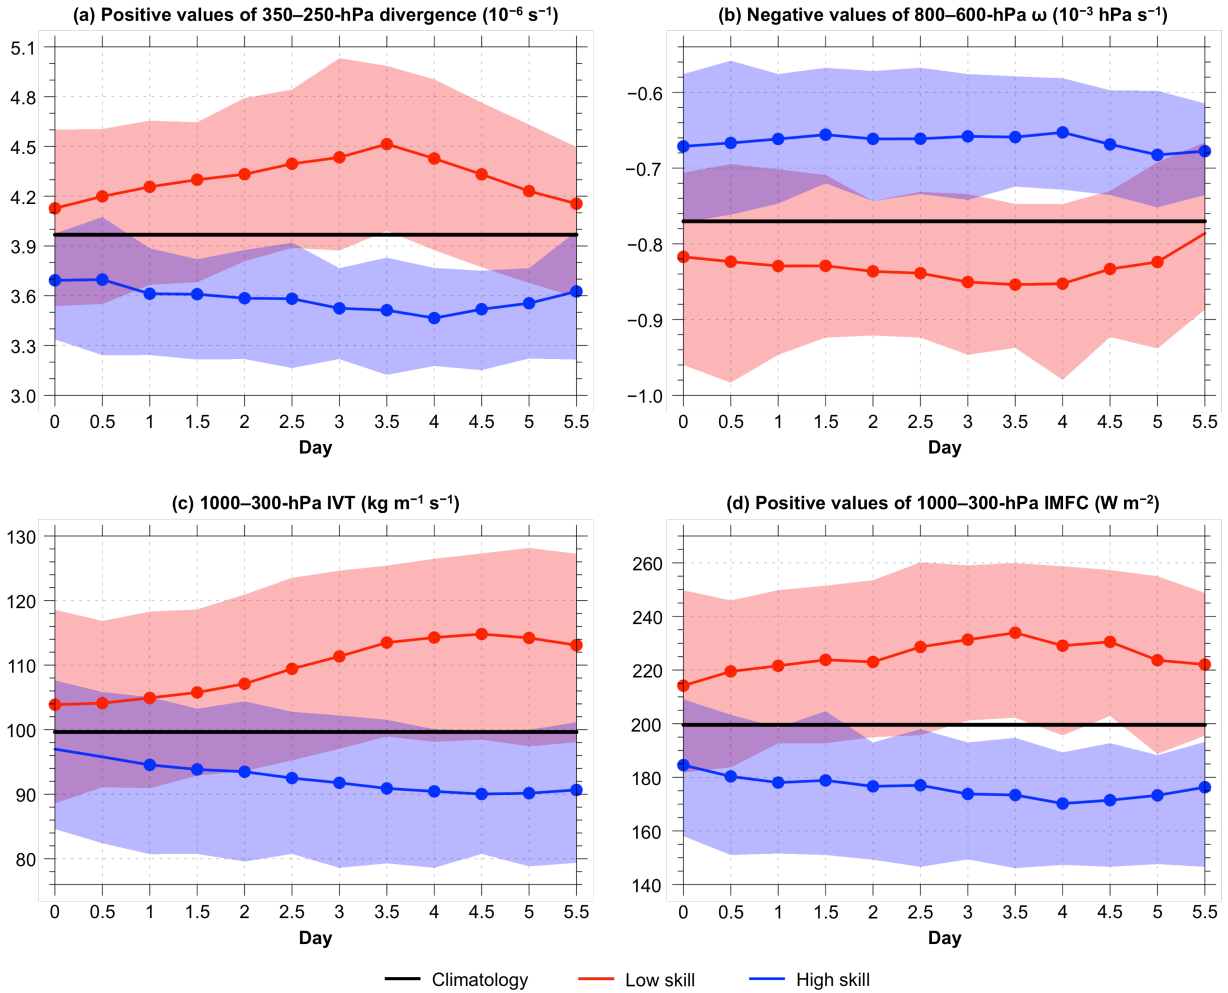 (a) Positive values of 350–250-hPa divergence (10⁻⁶ s⁻¹)
5.1
4.8
4.5
4.2
3.9
3.6
3.3
3.0
0 0.5 1 1.5 2 2.5 3 3.5 4 4.5 5 5.5
Day
(b) Negative values of 800–600-hPa ω (10⁻³ hPa s⁻¹)
−0.6
−0.7
−0.8
−0.9
−1.0
0 0.5 1 1.5 2 2.5 3 3.5 4 4.5 5 5.5
Day
(c) 1000–300-hPa IVT (kg m⁻¹ s⁻¹)
130
120
110
100
90
80
0 0.5 1 1.5 2 2.5 3 3.5 4 4.5 5 5.5
Day
(d) Positive values of 1000–300-hPa IMFC (W m⁻²)
260
240
220
200
180
160
140
0 0.5 1 1.5 2 2.5 3 3.5 4 4.5 5 5.5
Day
Climatology Low skill High skill